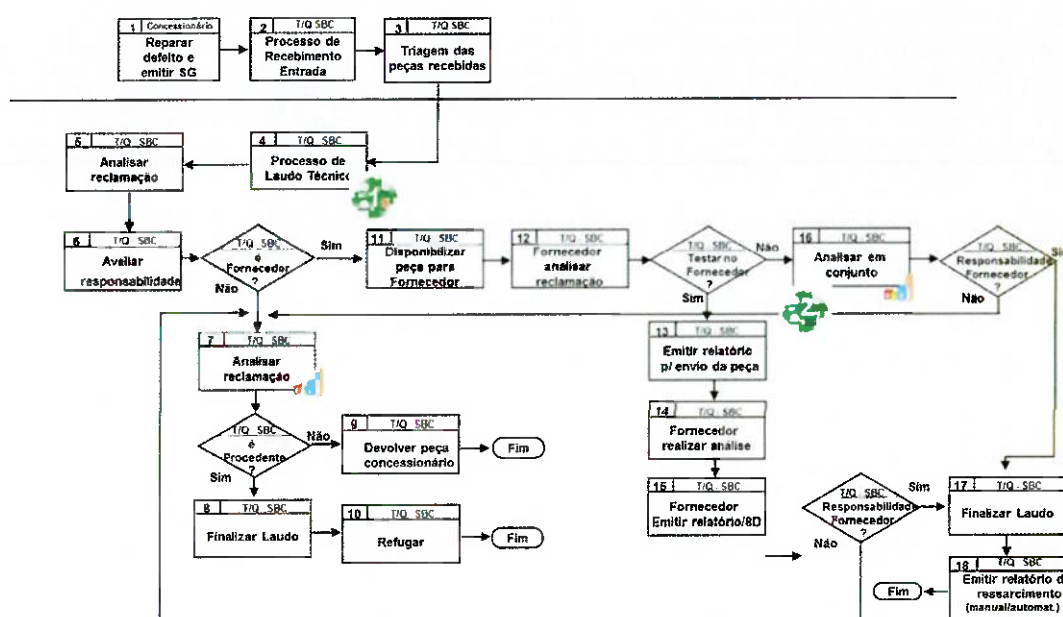 1 Concessionário
Reparar
defeito e
emitir SG
2 T/Q SBC
Processo de
Recebimento
Entrada
3 T/Q SBC
Triagem das
peças recebidas
5 T/Q SBC
Analisar
reclamação
4 T/Q SBC
Processo de
Laudo Técnico
1
6 T/Q SBC
Avaliar
responsabilidade
T/Q SBC
é
Fornecedor
?
Sim
Não
11 T/Q SBC
Disponibilizar
peça para
Fornecedor
12 T/Q SBC
Fornecedor
analisar
reclamação
T/Q SBC
Testar no
Fornecedor
?
Não
Sim
16 T/Q SBC
Analisar em
conjunto
2
T/Q SBC
Responsabilidade
Fornecedor
?
Não
7 T/Q SBC
Analisar
reclamação
13 T/Q SBC
Emitir relatório
p/ envio da peça
T/Q SBC
é
Procedente
?
Não
Sim
9 T/Q SBC
Devolver peça
concessionário
Fim
14 T/Q - SBC
Fornecedor
realizar análise
8 T/Q SBC
Finalizar Laudo
10 T/Q SBC
Refugar
Fim
15 T/Q - SBC
Fornecedor
Emitir relatório/8D
T/Q SBC
Responsabilidade
Fornecedor
?
Sim
Não
17 T/Q - SBC
Finalizar Laudo
18 T/Q SBC
Emitir relatório
ressarcimento
(manual/automat.)
Fim